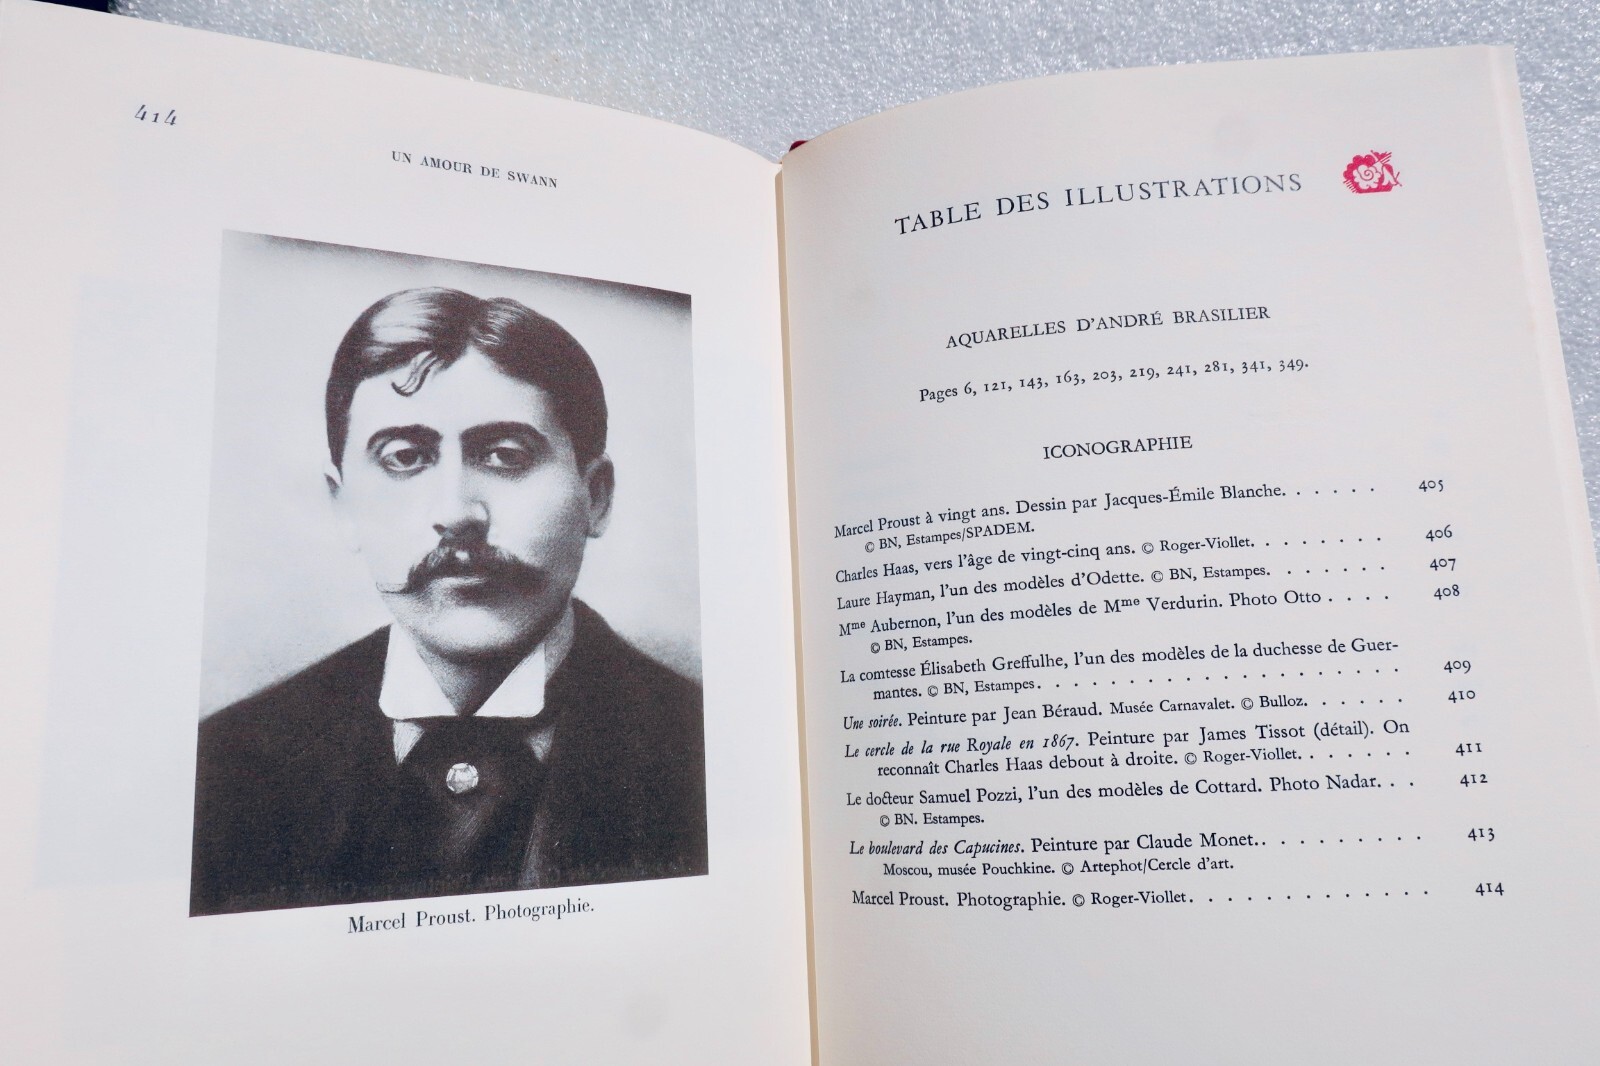 414
UN AMOUR DE SWANN
Marcel Proust. Photographie.
TABLE DES ILLUSTRATIONS
AQUARELLES D'ANDRÉ BRASILIER
Pages 6, 121, 143, 163, 203, 219, 241, 281, 341, 349.
ICONOGRAPHIE
Marcel Proust à vingt ans. Dessin par Jacques-Émile Blanche. . . . . . 405
© BN, Estampes/SPADEM.
Charles Haas, vers l'âge de vingt-cinq ans. © Roger-Viollet. . . . . . . . 406
Laure Hayman, l'un des modèles d'Odette. © BN, Estampes. . . . . . . 407
Mme Aubernon, l'un des modèles de Mme Verdurin. Photo Otto . . . . 408
© BN, Estampes.
La comtesse Élisabeth Greffulhe, l'un des modèles de la duchesse de Guer-
mantes. © BN, Estampes. . . . . . . . . . . . . . . . . . . . 409
Une soirée. Peinture par Jean Béraud. Musée Carnavalet. © Bulloz. . . . . . 410
Le cercle de la rue Royale en 1867. Peinture par James Tissot (détail). On
reconnaît Charles Haas debout à droite. © Roger-Viollet. . . . . . . 411
Le docteur Samuel Pozzi, l'un des modèles de Cottard. Photo Nadar. . . 412
© BN. Estampes.
Le boulevard des Capucines. Peinture par Claude Monet. . . . . . . . . . 413
Moscou, musée Pouchkine. © Artephot/Cercle d'art.
Marcel Proust. Photographie. © Roger-Viollet. . . . . . . . . . . . . 414